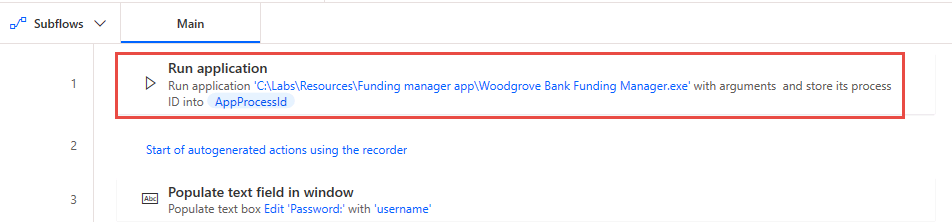 Subflows
Main
1
Run application
Run application 'C:\Labs\Resources\Funding manager app\Woodgrove Bank Funding Manager.exe' with arguments and store its process
ID into AppProcessId
2
Start of autogenerated actions using the recorder
3
Abc
Populate text field in window
Populate text box Edit 'Password:' with 'username'